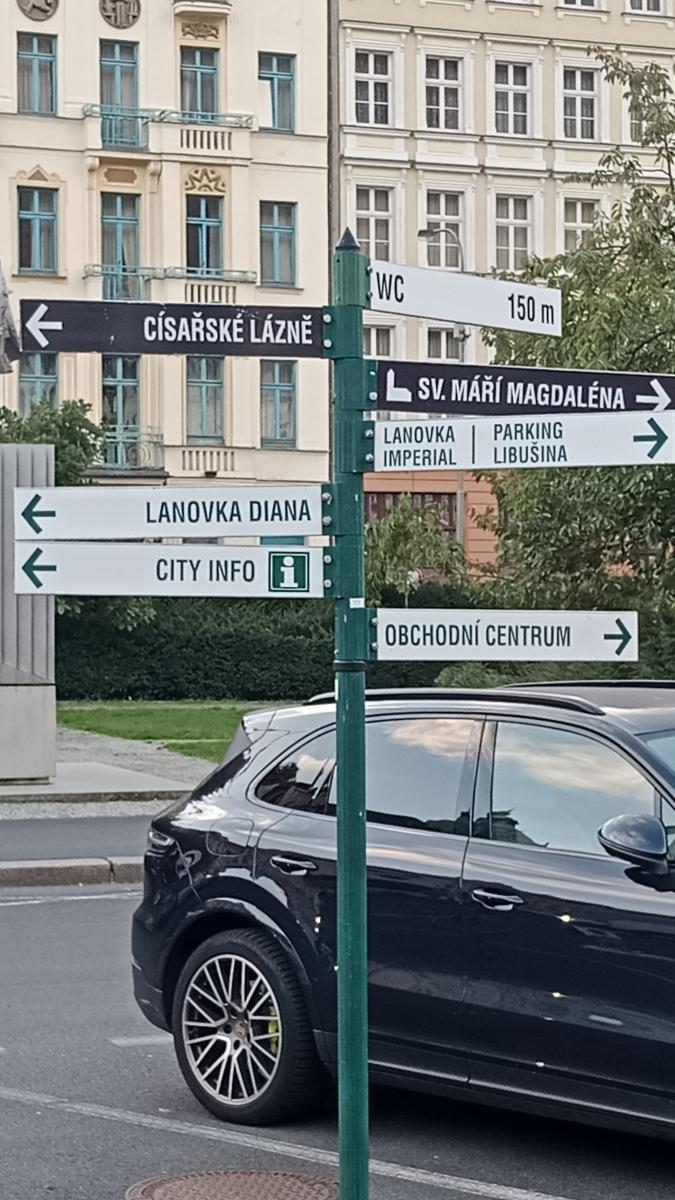 WC 150 m
CÍSAŘSKÉ LÁZNĚ
SV. MÁŘÍ MAGDALÉNA
LANOVKA IMPERIAL | PARKING LIBUŠINA
LANOVKA DIANA
CITY INFO i
OBCHODNÍ CENTRUM